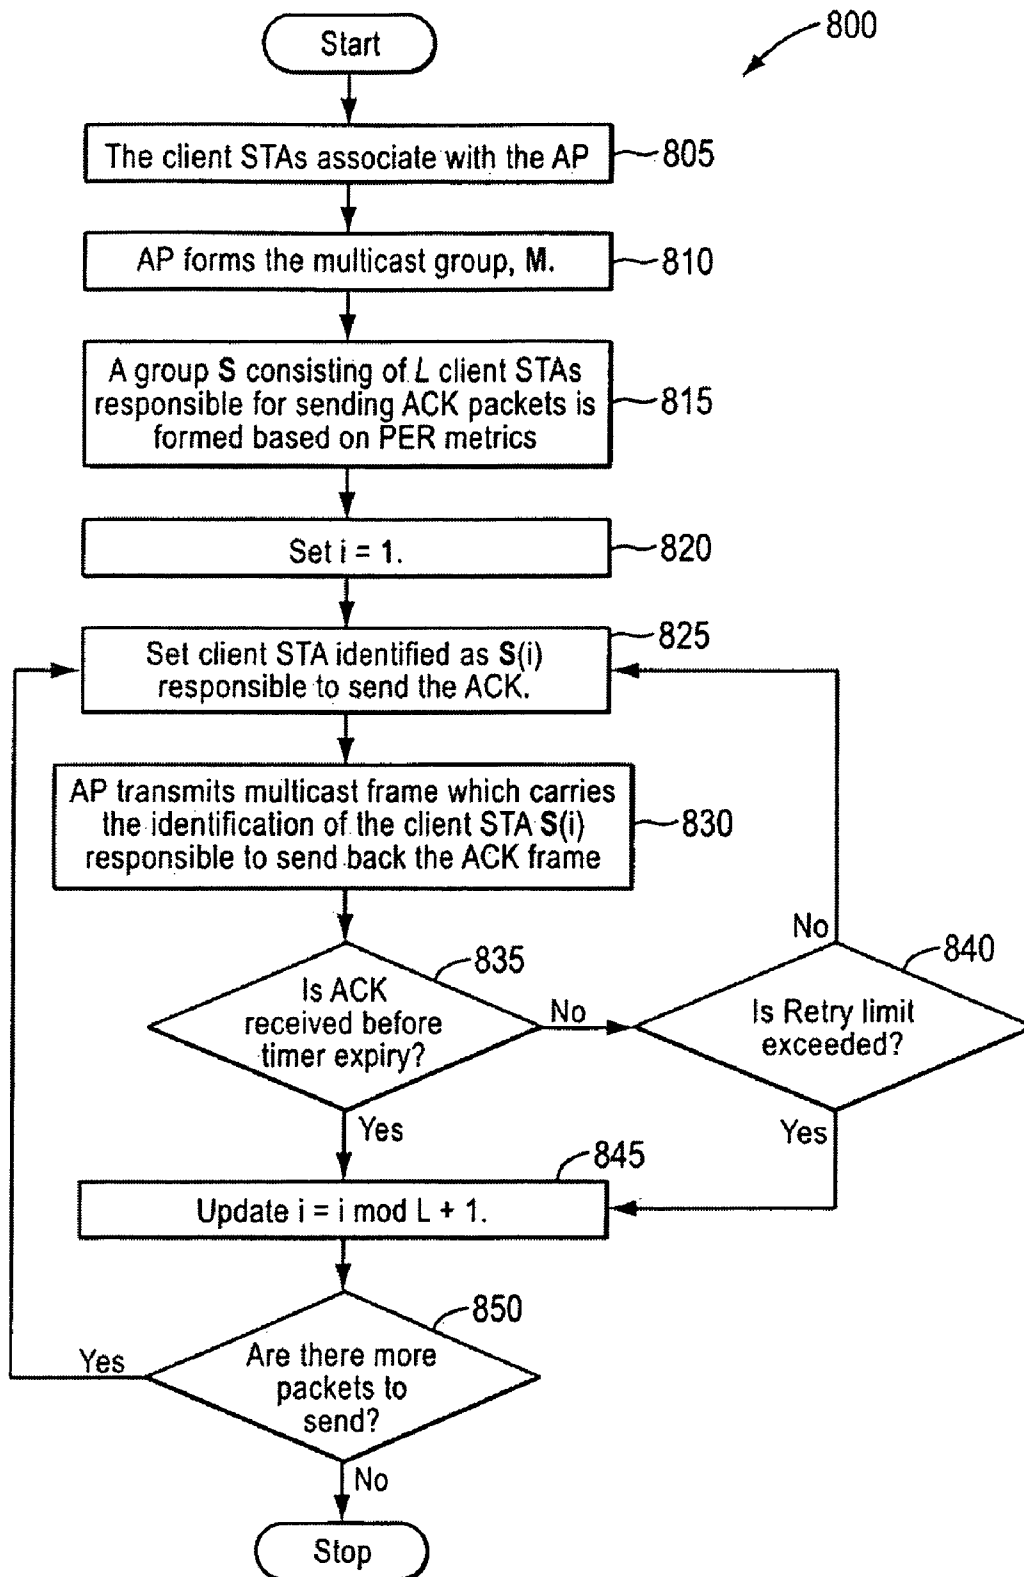 800
Start
The client STAs associate with the AP
805
AP forms the multicast group, M.
810
A group S consisting of L client STAs
responsible for sending ACK packets is
formed based on PER metrics
815
Set i = 1.
820
825
Set client STA identified as S(i)
responsible to send the ACK.
AP transmits multicast frame which carries
the identification of the client STA S(i)
responsible to send back the ACK frame
830
835
Is ACK
received before
timer expiry?
No
Yes
840
Is Retry limit
exceeded?
No
Yes
845
Update i = i mod L + 1.
850
Are there more
packets to
send?
Yes
No
Stop